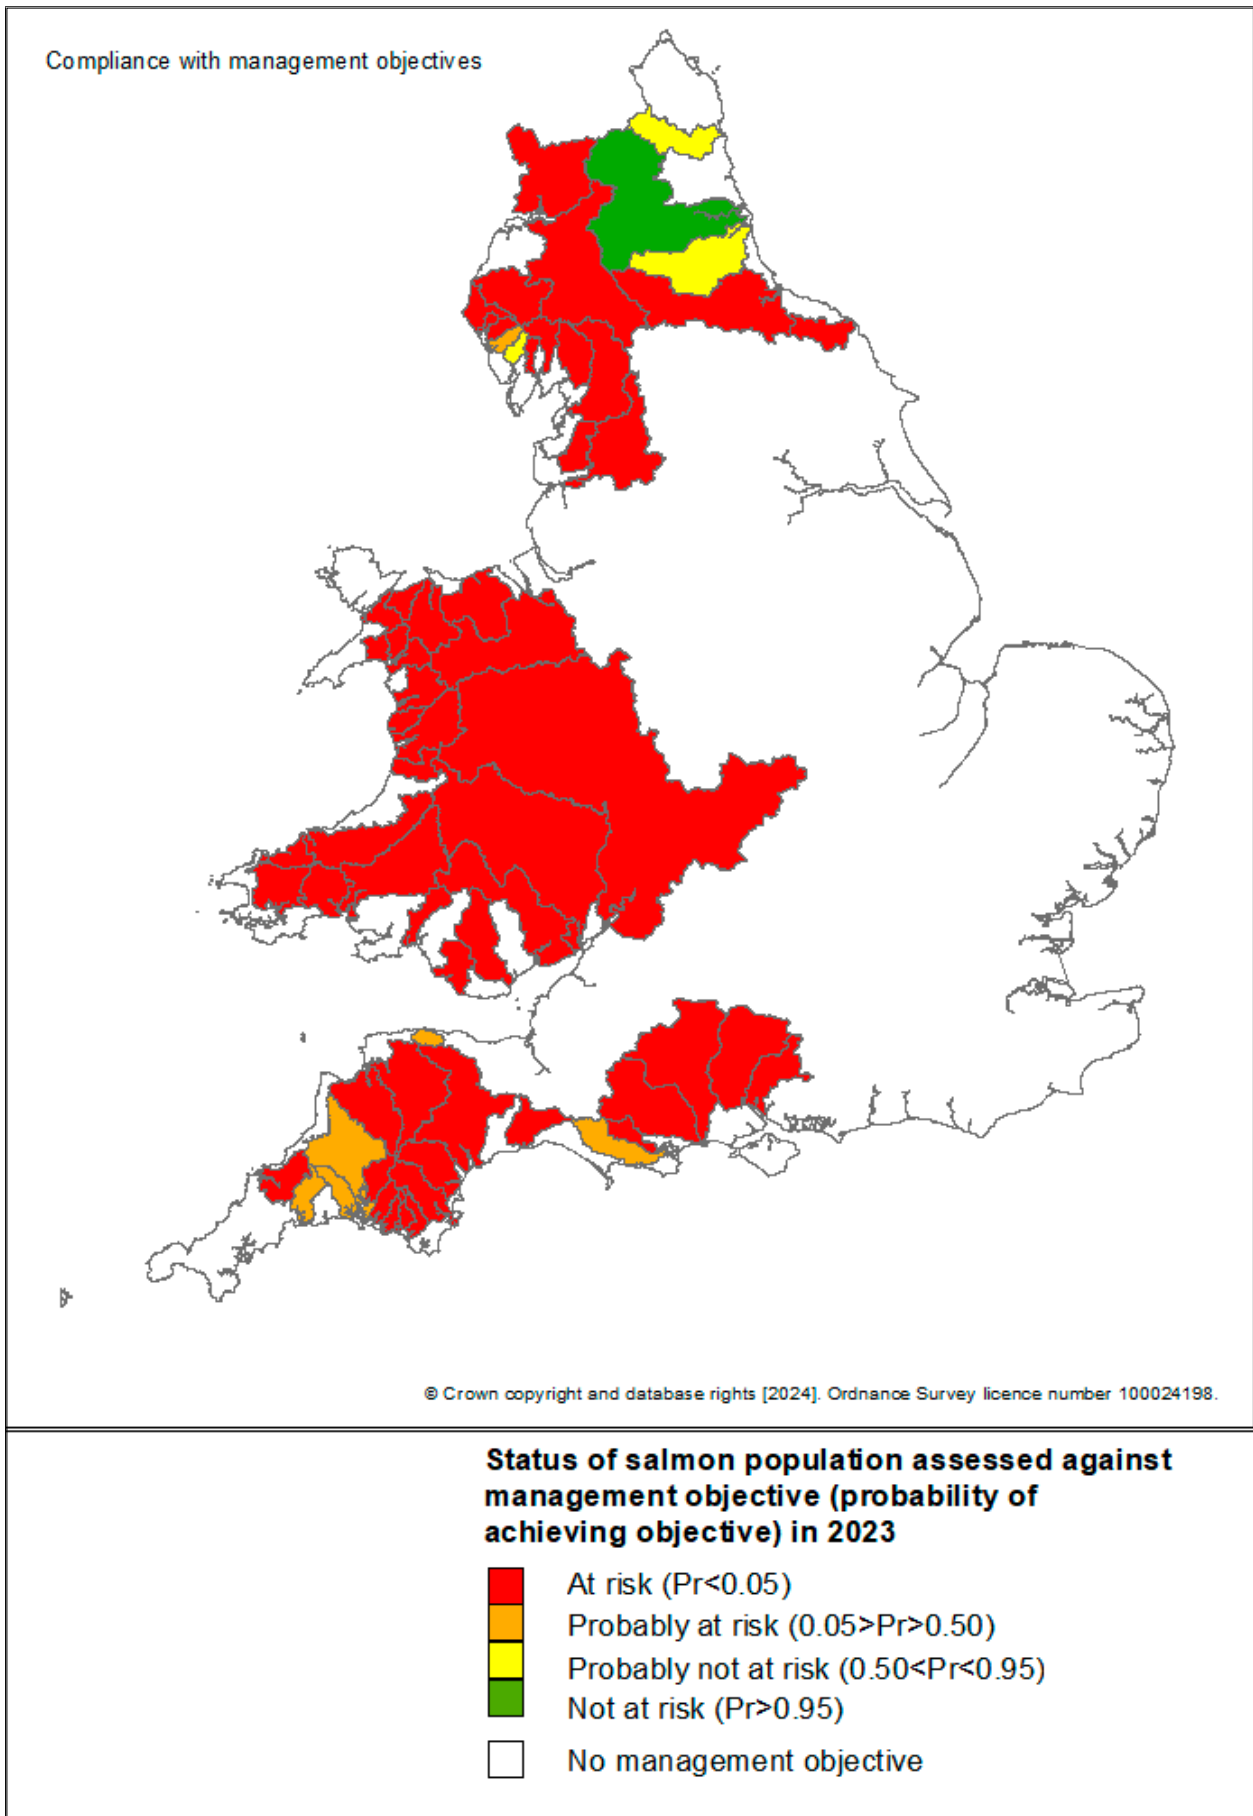 Compliance with management objectives
© Crown copyright and database rights [2024]. Ordnance Survey licence number 100024198.
Status of salmon population assessed against
management objective (probability of
achieving objective) in 2023
At risk (Pr<0.05)
Probably at risk (0.05>Pr>0.50)
Probably not at risk (0.50<Pr<0.95)
Not at risk (Pr>0.95)
No management objective